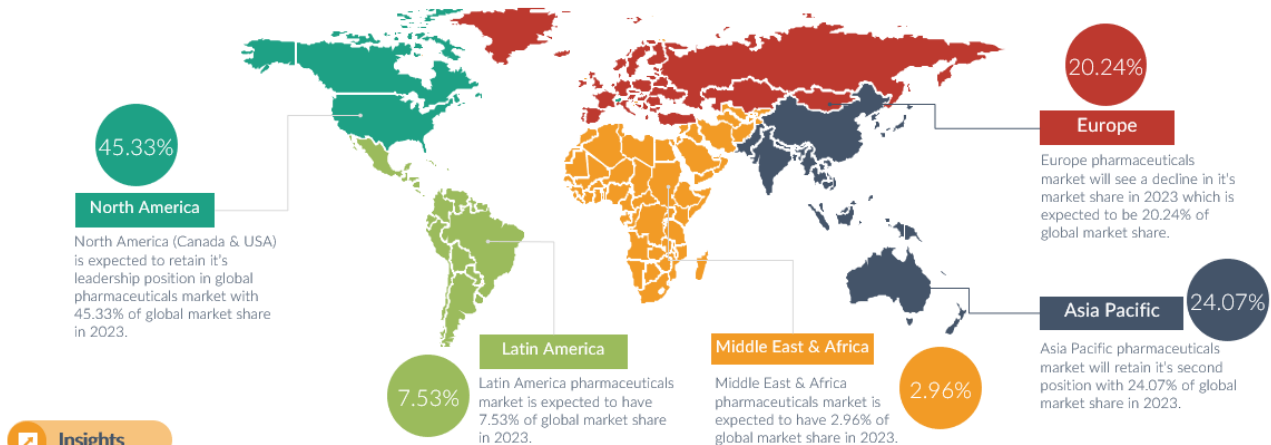 45.33%
North America
North America (Canada & USA)
is expected to retain it's
leadership position in global
pharmaceuticals market with
45.33% of global market share
in 2023.
20.24%
Europe
Europe pharmaceuticals
market will see a decline in it's
market share in 2023 which is
expected to be 20.24% of
global market share.
24.07%
Asia Pacific
Asia Pacific pharmaceuticals
market will retain it's second
position with 24.07% of global
market share in 2023.
Latin America
7.53%
Latin America pharmaceuticals
market is expected to have
7.53% of global market share
in 2023.
Middle East & Africa
2.96%
Middle East & Africa
pharmaceuticals market is
expected to have 2.96% of
global market share in 2023.
Insights